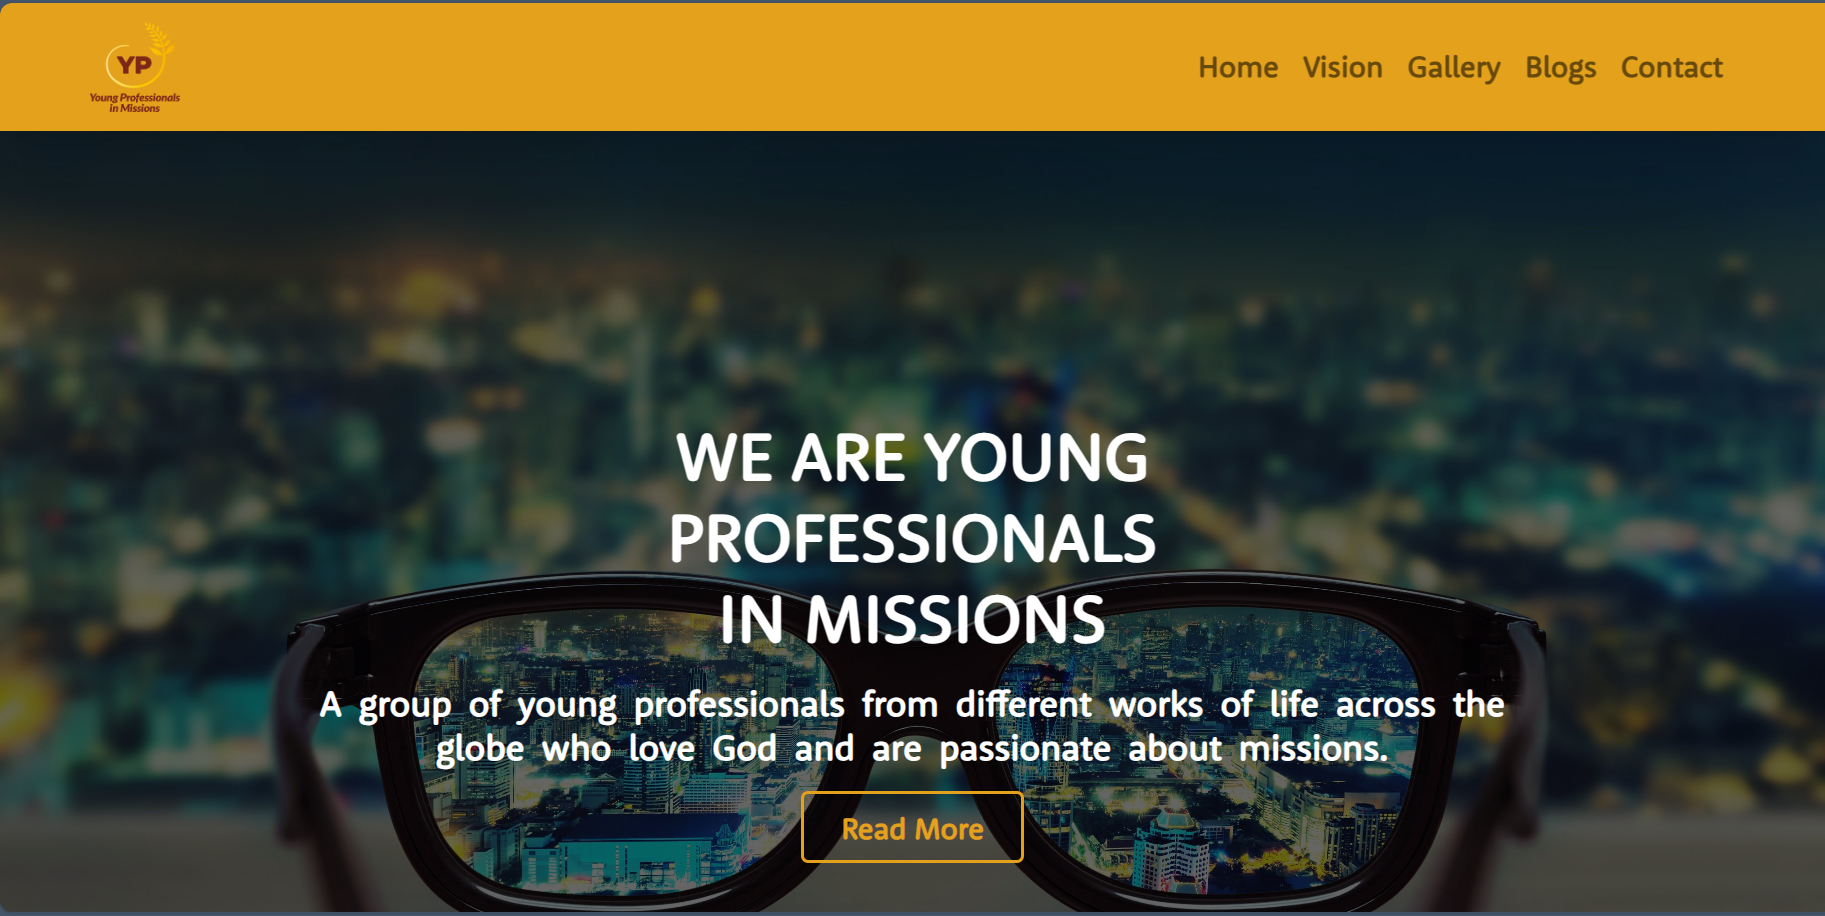 YP
Young Professionals
in Missions
Home Vision Gallery Blogs Contact
WE ARE YOUNG
PROFESSIONALS
IN MISSIONS
A group of young professionals from different works of life across the
globe who love God and are passionate about missions.
Read More